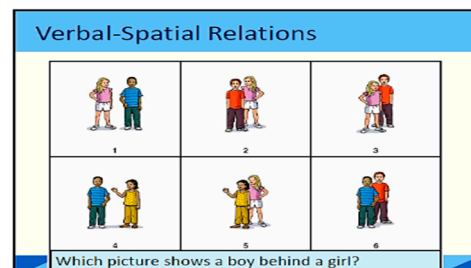 Verbal-Spatial Relations
1 2 3
4 5 6
Which picture shows a boy behind a girl?